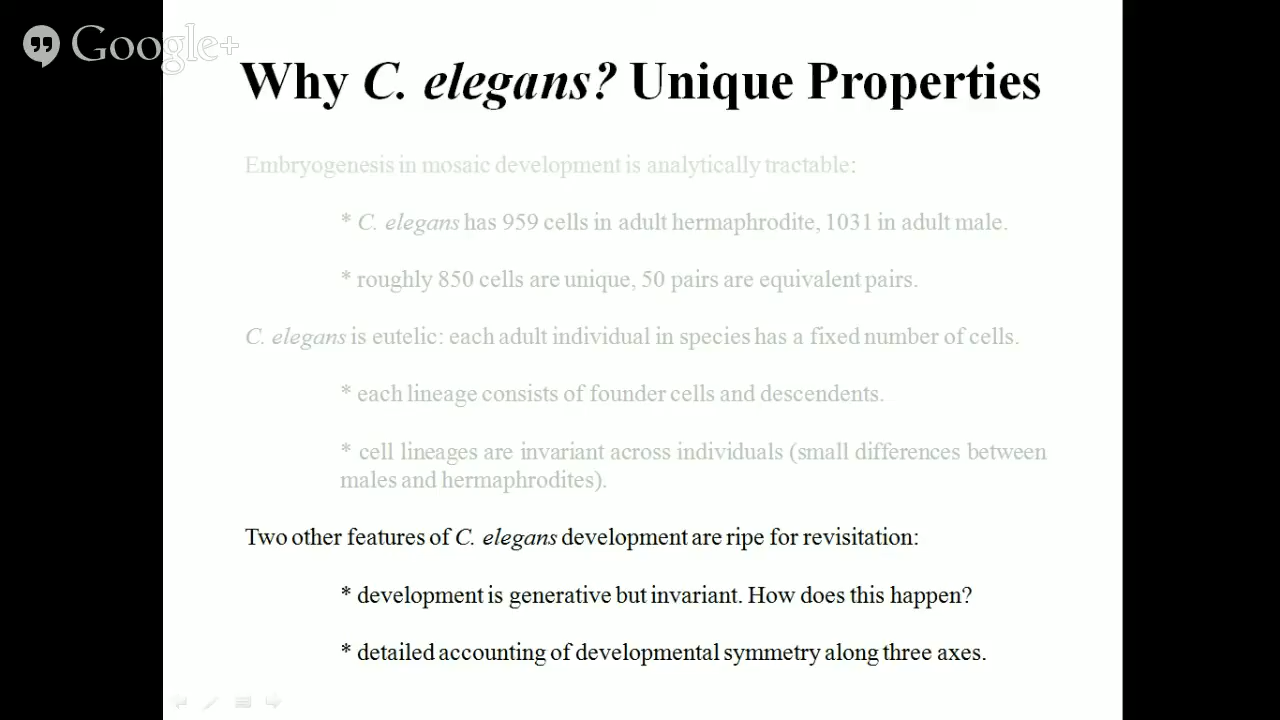 Google+
Why C. elegans? Unique Properties
Embryogenesis in mosaic development is analytically tractable:
* C. elegans has 959 cells in adult hermaphrodite, 1031 in adult male.
* roughly 850 cells are unique, 50 pairs are equivalent pairs.
C. elegans is eutelic: each adult individual in species has a fixed number of cells.
* each lineage consists of founder cells and descendents.
* cell lineages are invariant across individuals (small differences between
males and hermaphrodites).
Two other features of C. elegans development are ripe for revisitation:
* development is generative but invariant. How does this happen?
* detailed accounting of developmental symmetry along three axes.